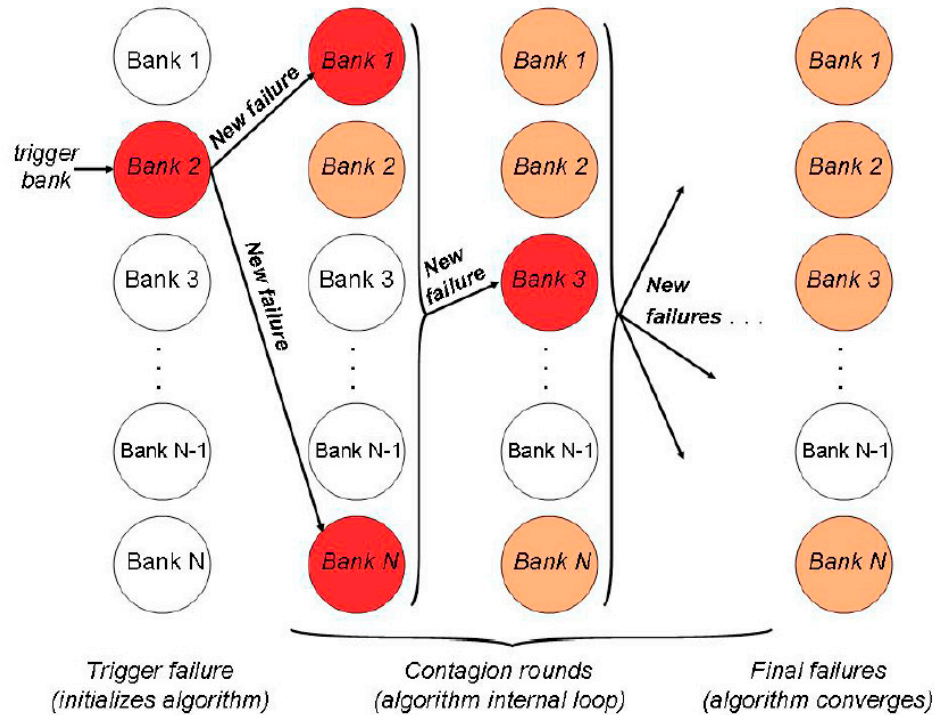 Bank 1
trigger
bank
Bank 2
Bank 3
. . .
Bank N-1
Bank N
New failure
New failure
Bank 1
Bank 2
Bank 3
. . .
Bank N-1
Bank N
New
failure
Bank 1
Bank 2
Bank 3
. . .
Bank N-1
Bank N
New
failures . . .
Bank 1
Bank 2
Bank 3
. . .
Bank N-1
Bank N
Trigger failure
(initializes algorithm)
Contagion rounds
(algorithm internal loop)
Final failures
(algorithm converges)